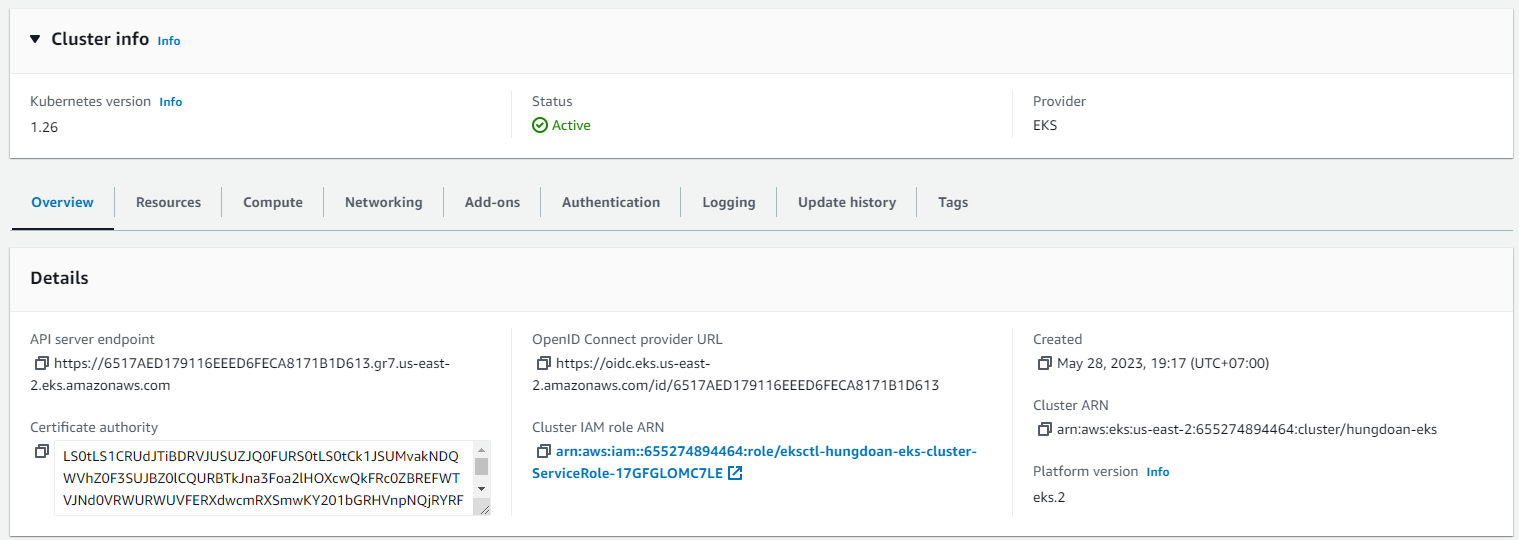 Cluster info Info
Kubernetes version Info
1.26
Status
Active
Provider
EKS
Overview
Resources
Compute
Networking
Add-ons
Authentication
Logging
Update history
Tags
Details
API server endpoint
https://6517AED179116EEED6FECA8171B1D613.gr7.us-east-
2.eks.amazonaws.com
Certificate authority
LS0tLS1CRUdJTiBDRVJUSUZJQ0FURS0tLS0tCk1JSUMvakNDQ
WVhZ0F3SUJBZ0lCQURBTkJna3Foa2lHOXcwQkFRc0ZBREFWT
VJNd0VRWURWUVFERXdwcmRXSmwKY201bGRHVnpNQjRYRF
OpenID Connect provider URL
https://oidc.eks.us-east-
2.amazonaws.com/id/6517AED179116EEED6FECA8171B1D613
Cluster IAM role ARN
arn:aws:iam::655274894464:role/eksctl-hungdoan-eks-cluster-
ServiceRole-17GFGLOMC7LE
Created
May 28, 2023, 19:17 (UTC+07:00)
Cluster ARN
arn:aws:eks:us-east-2:655274894464:cluster/hungdoan-eks
Platform version Info
eks.2